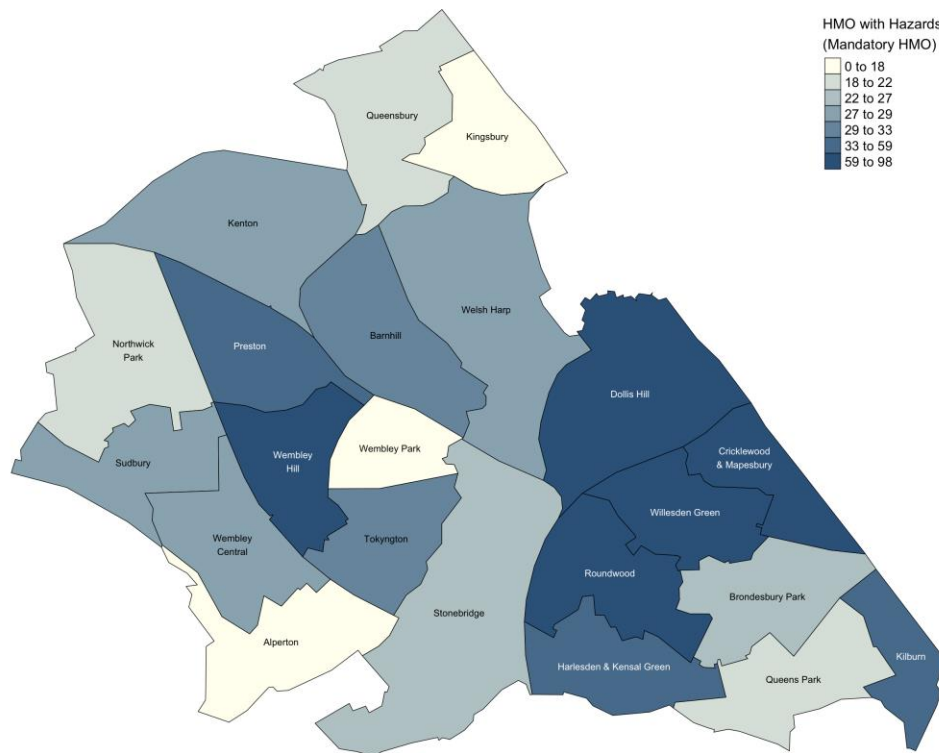 HMO with Hazards
(Mandatory HMO)
0 to 18
18 to 22
22 to 27
27 to 29
29 to 33
33 to 59
59 to 98
Queensbury
Kingsbury
Kenton
Welsh Harp
Barnhill
Northwick
Park
Preston
Dollis Hill
Cricklewood
& Mapesbury
Wembley Park
Wembley
Hill
Sudbury
Willesden Green
Wembley
Central
Tokyngton
Roundwood
Brondesbury Park
Stonebridge
Alperton
Kilburn
Harlesden & Kensal Green
Queens Park